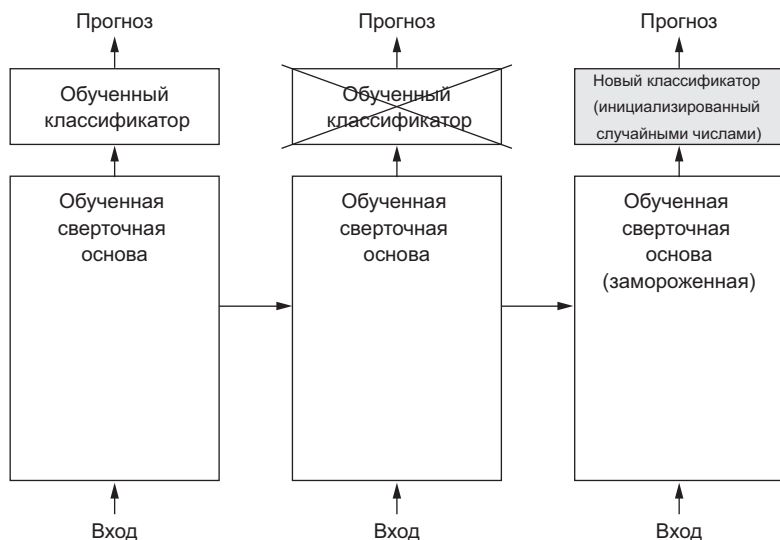 Прогноз
Прогноз
Прогноз
Обученный
классификатор
Обученный
классификатор
Новый классификатор
(инициализированный
случайными числами)
Обученная
сверточная
основа
Обученная
сверточная
основа
Обученная
сверточная
основа
(замороженная)
Вход
Вход
Вход